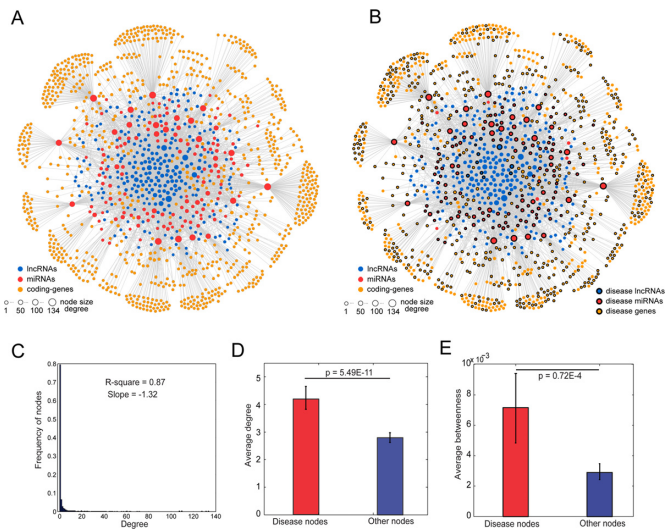 A
B
lncRNAs
miRNAs
coding-genes
node size
degree
1 50 100 134
lncRNAs
miRNAs
coding-genes
node size
degree
1 50 100 134
disease lncRNAs
disease miRNAs
disease genes
C
Frequency of nodes
0.8
0.7
0.6
0.5
0.4
0.3
0.2
0.1
0
R-square = 0.87
Slope = -1.32
0 20 40 60 80 100 120 140
Degree
D
Average degree
5
4
3
2
1
0
p = 5.49E-11
Disease nodes Other nodes
E
Average betweenness
8 ×10⁻³
10
8
6
4
2
0
p = 0.72E-4
Disease nodes Other nodes